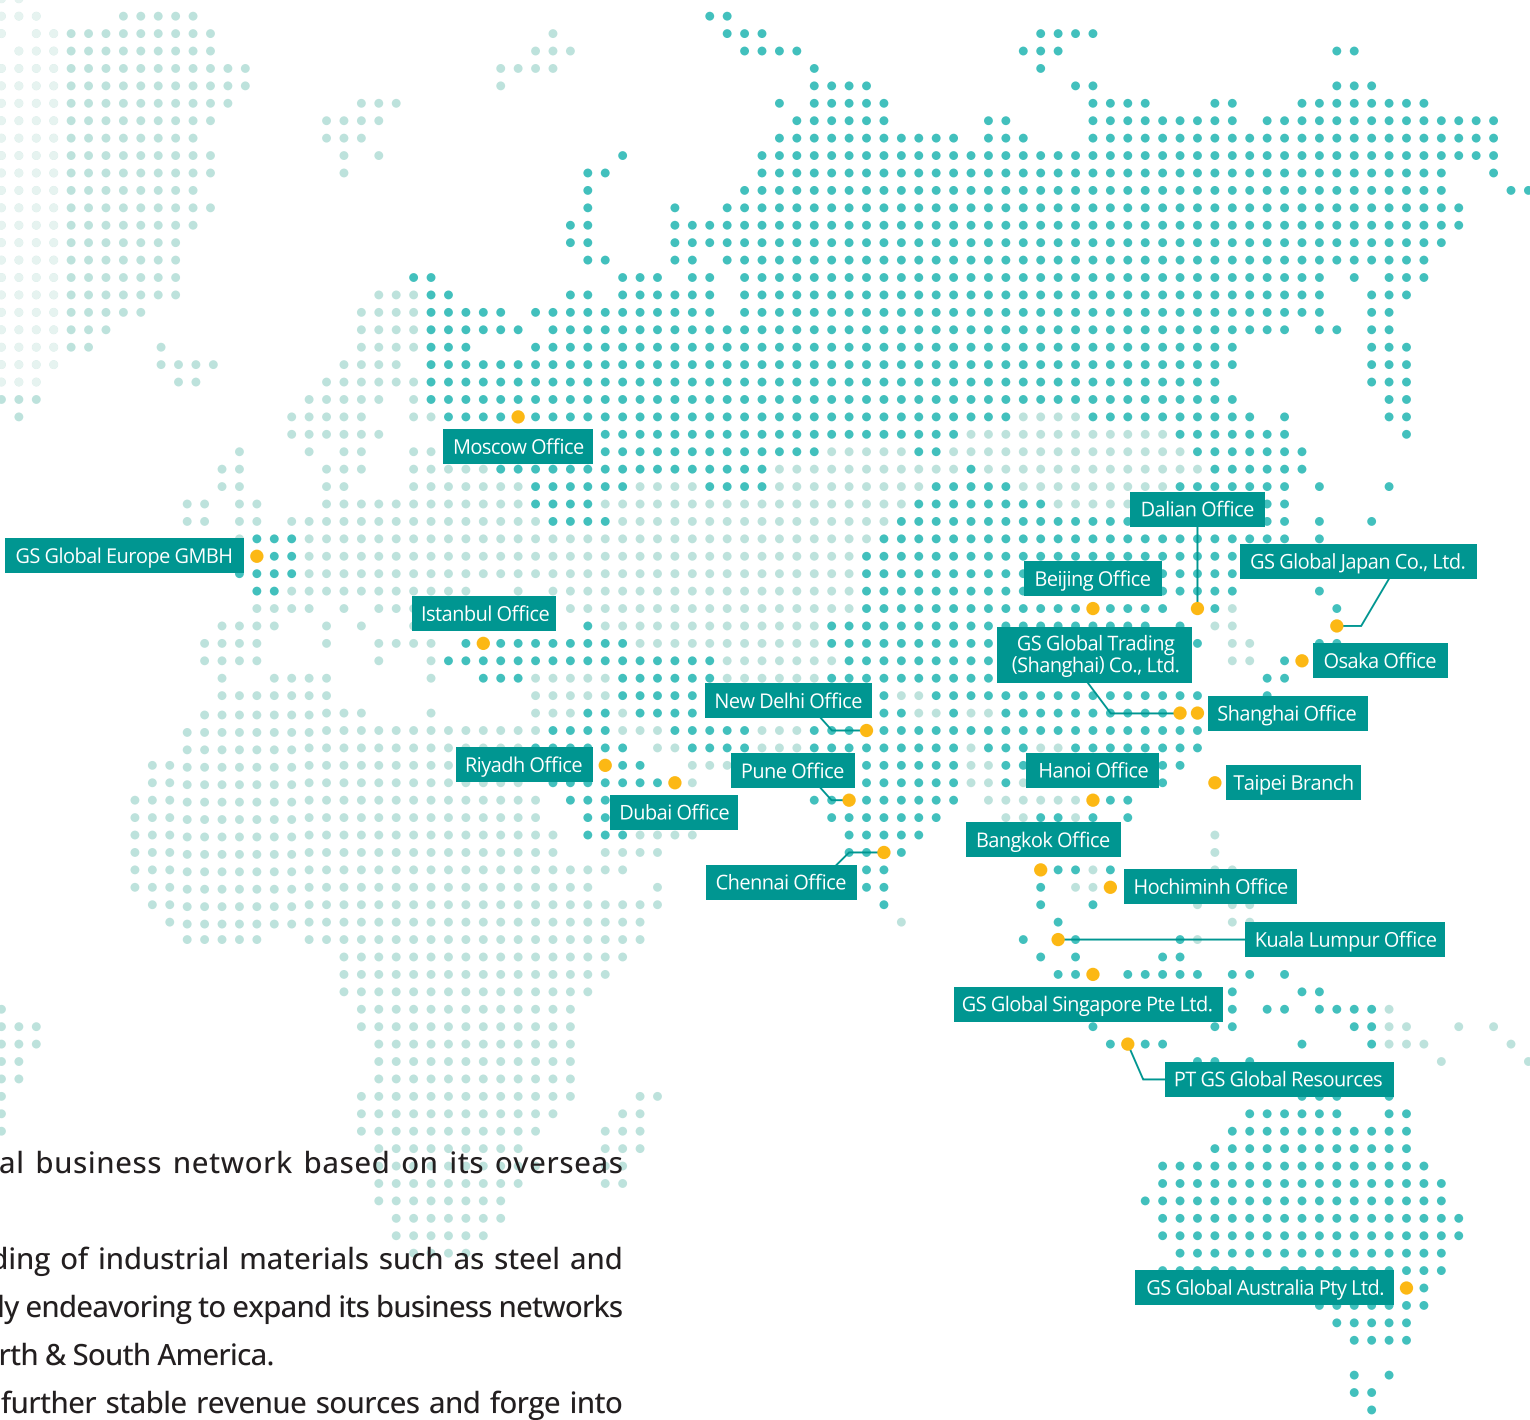 Moscow Office
Dalian Office
GS Global Europe GMBH
GS Global Japan Co., Ltd.
Beijing Office
Istanbul Office
GS Global Trading
(Shanghai) Co., Ltd.
Osaka Office
New Delhi Office
Shanghai Office
Riyadh Office
Pune Office
Hanoi Office
Taipei Branch
Dubai Office
Bangkok Office
Chennai Office
Hochiminh Office
Kuala Lumpur Office
GS Global Singapore Pte Ltd.
PT GS Global Resources
GS Global Australia Pty Ltd.
al business network based on its overseas
ding of industrial materials such as steel and
ly endeavoring to expand its business networks
rth & South America.
further stable revenue sources and forge into